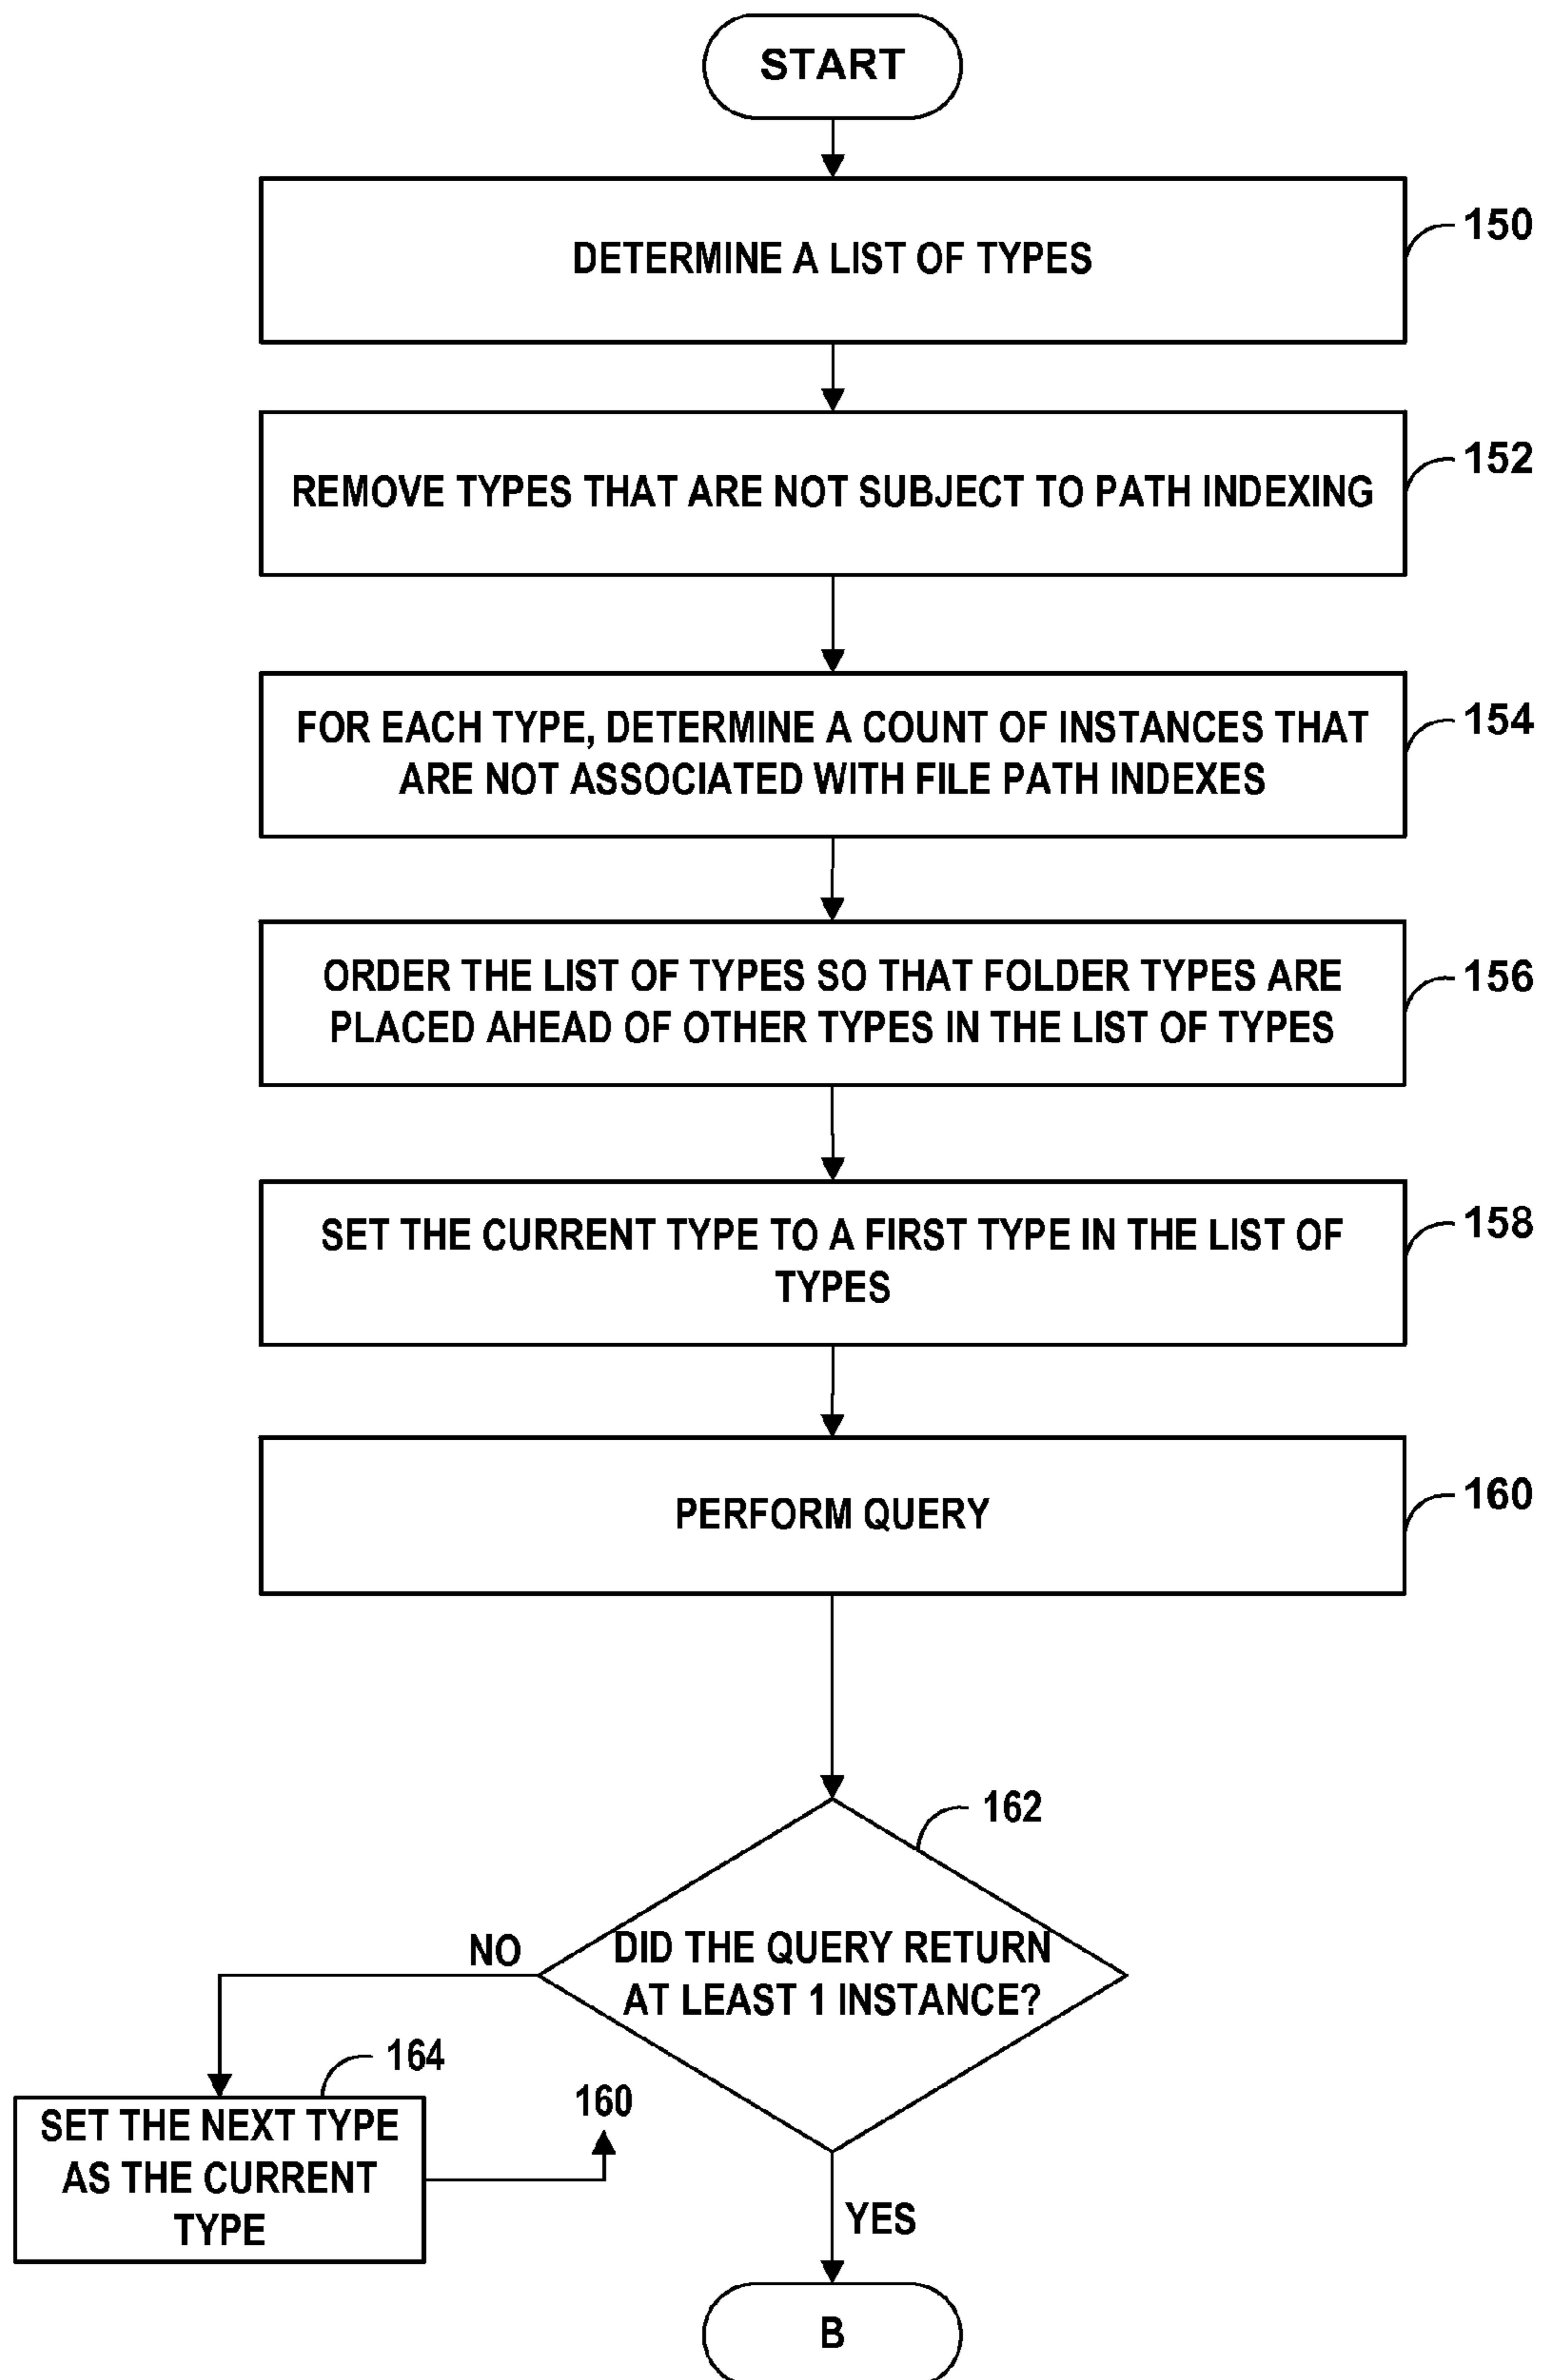 START
DETERMINE A LIST OF TYPES
150
REMOVE TYPES THAT ARE NOT SUBJECT TO PATH INDEXING
152
FOR EACH TYPE, DETERMINE A COUNT OF INSTANCES THAT
ARE NOT ASSOCIATED WITH FILE PATH INDEXES
154
ORDER THE LIST OF TYPES SO THAT FOLDER TYPES ARE
PLACED AHEAD OF OTHER TYPES IN THE LIST OF TYPES
156
SET THE CURRENT TYPE TO A FIRST TYPE IN THE LIST OF
TYPES
158
PERFORM QUERY
160
162
DID THE QUERY RETURN
AT LEAST 1 INSTANCE?
NO
164
SET THE NEXT TYPE
AS THE CURRENT
TYPE
160
YES
B